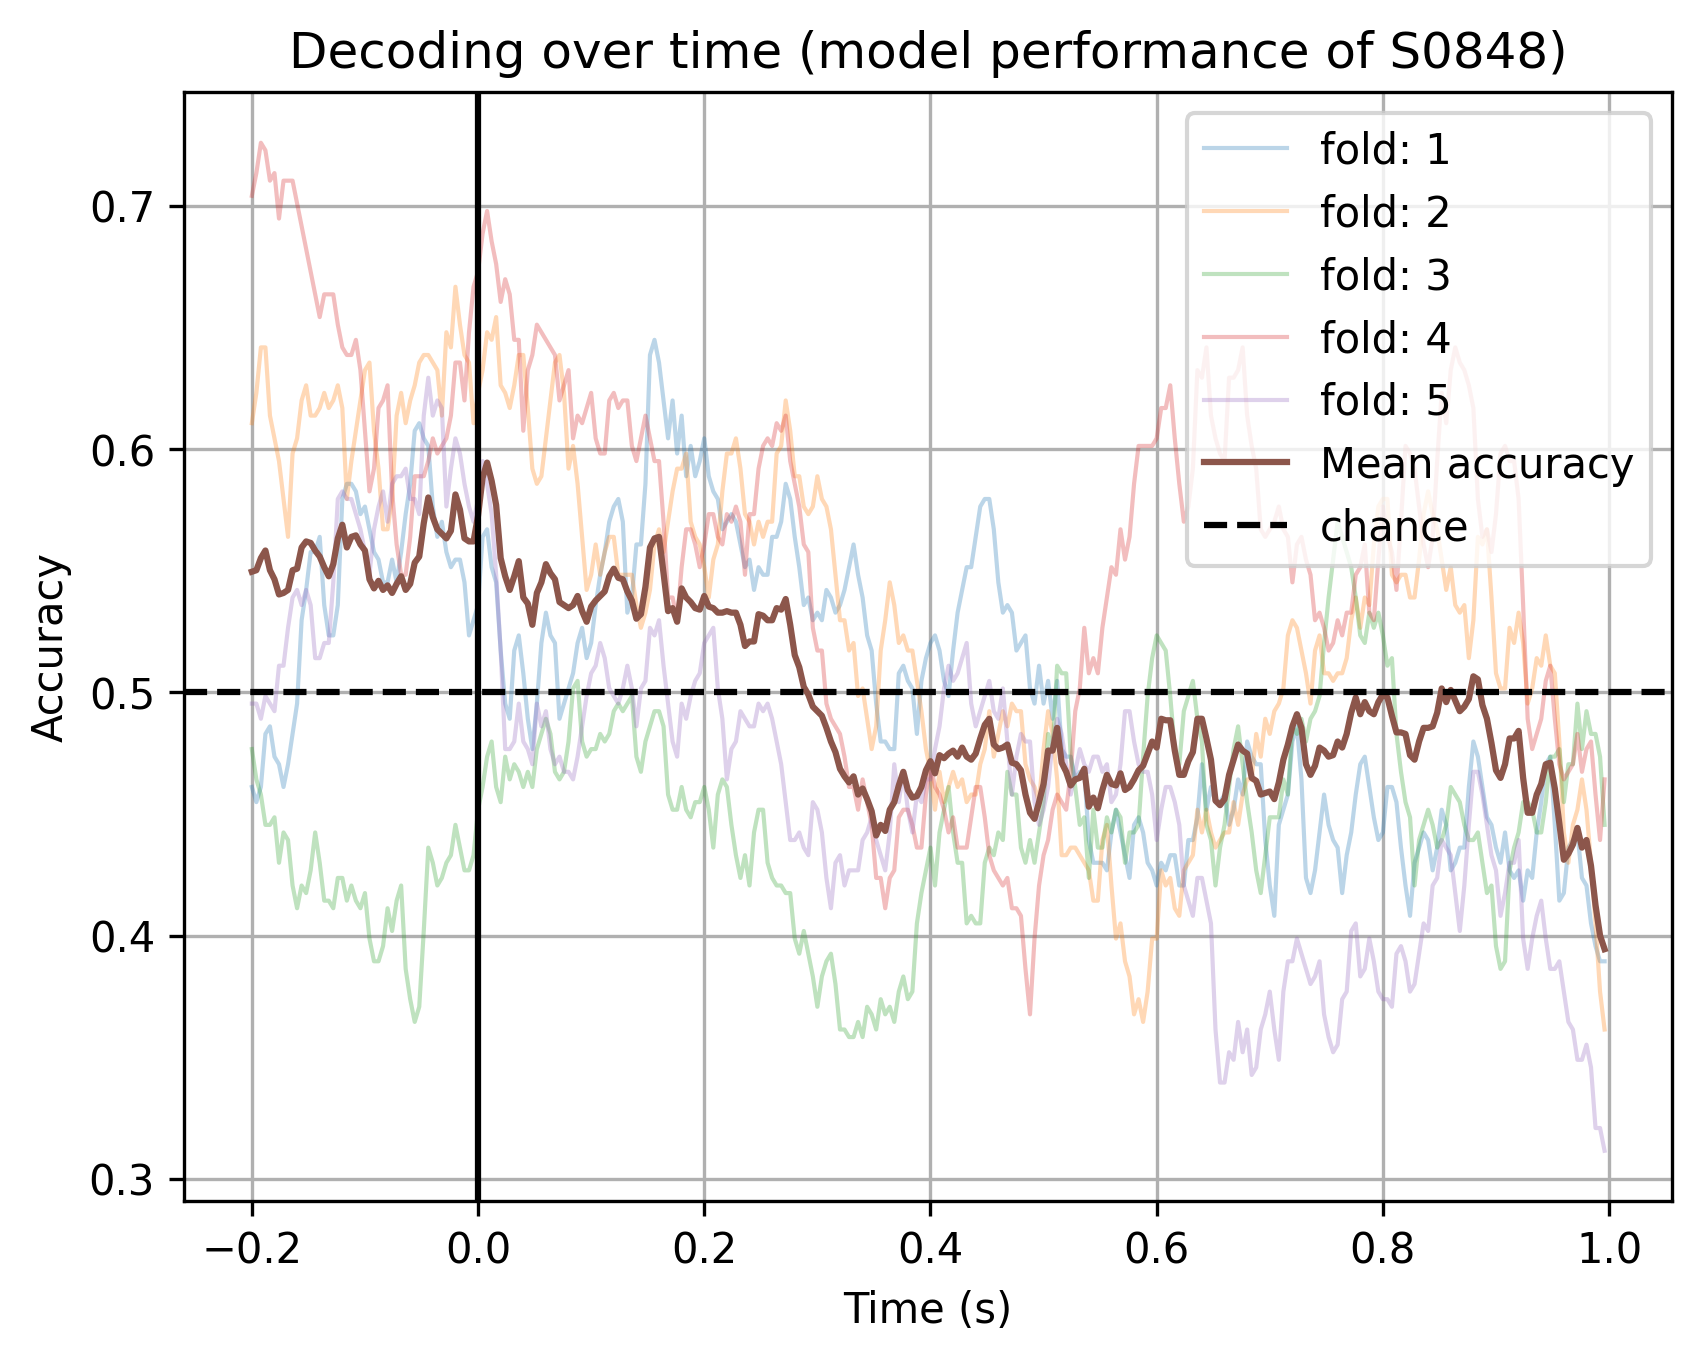 Decoding over time (model performance of S0848)
Accuracy
0.7
0.6
0.5
0.4
0.3
fold: 1
fold: 2
fold: 3
fold: 4
fold: 5
Mean accuracy
chance
−0.2 0.0 0.2 0.4 0.6 0.8 1.0
Time (s)